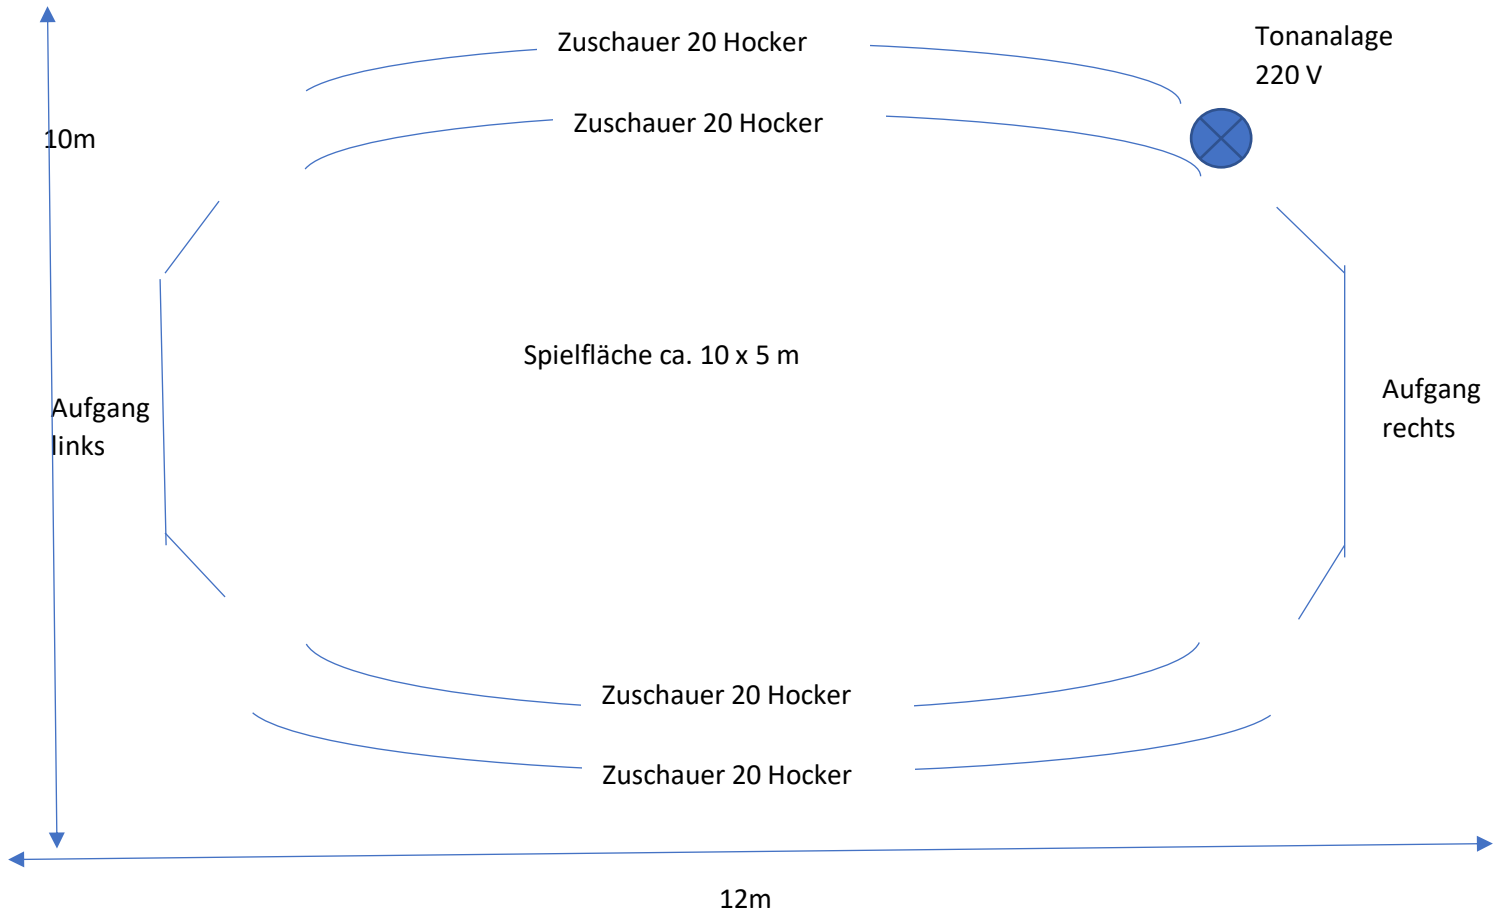 Zuschauer 20 Hocker
Tonanalage
220 V
Zuschauer 20 Hocker
10m
Spielfläche ca. 10 x 5 m
Aufgang
links
Aufgang
rechts
Zuschauer 20 Hocker
Zuschauer 20 Hocker
12m